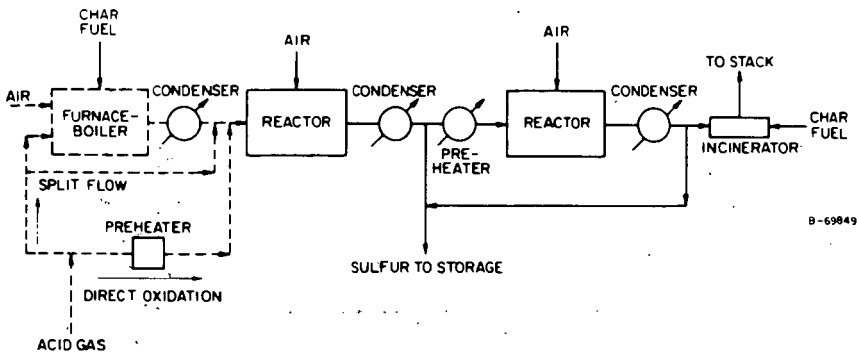 CHAR
FUEL
AIR
FURNACE-
BOILER
CONDENSER
AIR
REACTOR
CONDENSER
PRE-
HEATER
AIR
REACTOR
CONDENSER
TO STACK
INCINERATOR
CHAR
FUEL
SPLIT FLOW
PREHEATER
DIRECT OXIDATION
ACID GAS
SULFUR TO STORAGE
B-69849